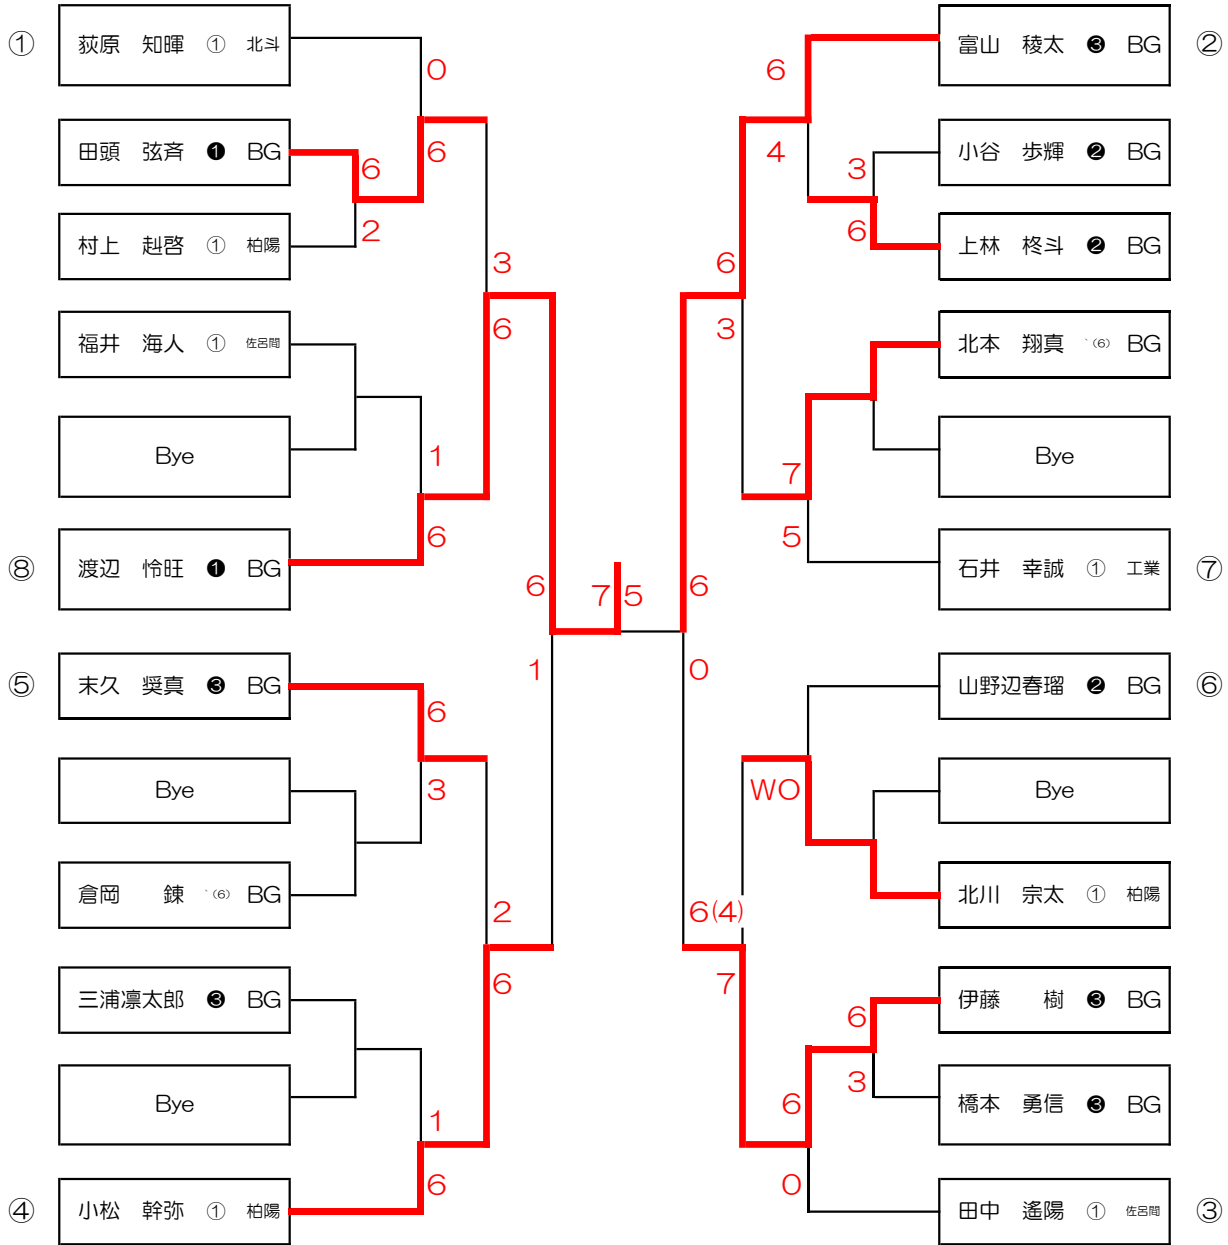 ① 荻原 知暉 ① 北斗
0
田頭 弦斉 ❶ BG
6
6
2
村上 赳啓 ① 柏陽
3
6
福井 海人 ① 佐呂間
Bye
1
6
⑧ 渡辺 怜旺 ❶ BG
6
1
⑤ 末久 奨真 ❸ BG
6
3
Bye
倉岡 錬 `(6) BG
2
6
三浦凛太郎 ❸ BG
Bye
1
6
④ 小松 幹弥 ① 柏陽
7 5
富山 稜太 ❸ BG ②
6
4
小谷 歩輝 ❷ BG
3
6
上林 柊斗 ❷ BG
6
3
北本 翔真 `(6) BG
Bye
7
5
石井 幸誠 ① 工業 ⑦
6
0
山野辺春瑠 ❷ BG ⑥
WO
Bye
北川 宗太 ① 柏陽
6(4)
7
伊藤 樹 ❸ BG
6
3
橋本 勇信 ❸ BG
6
0
田中 遙陽 ① 佐呂間 ③